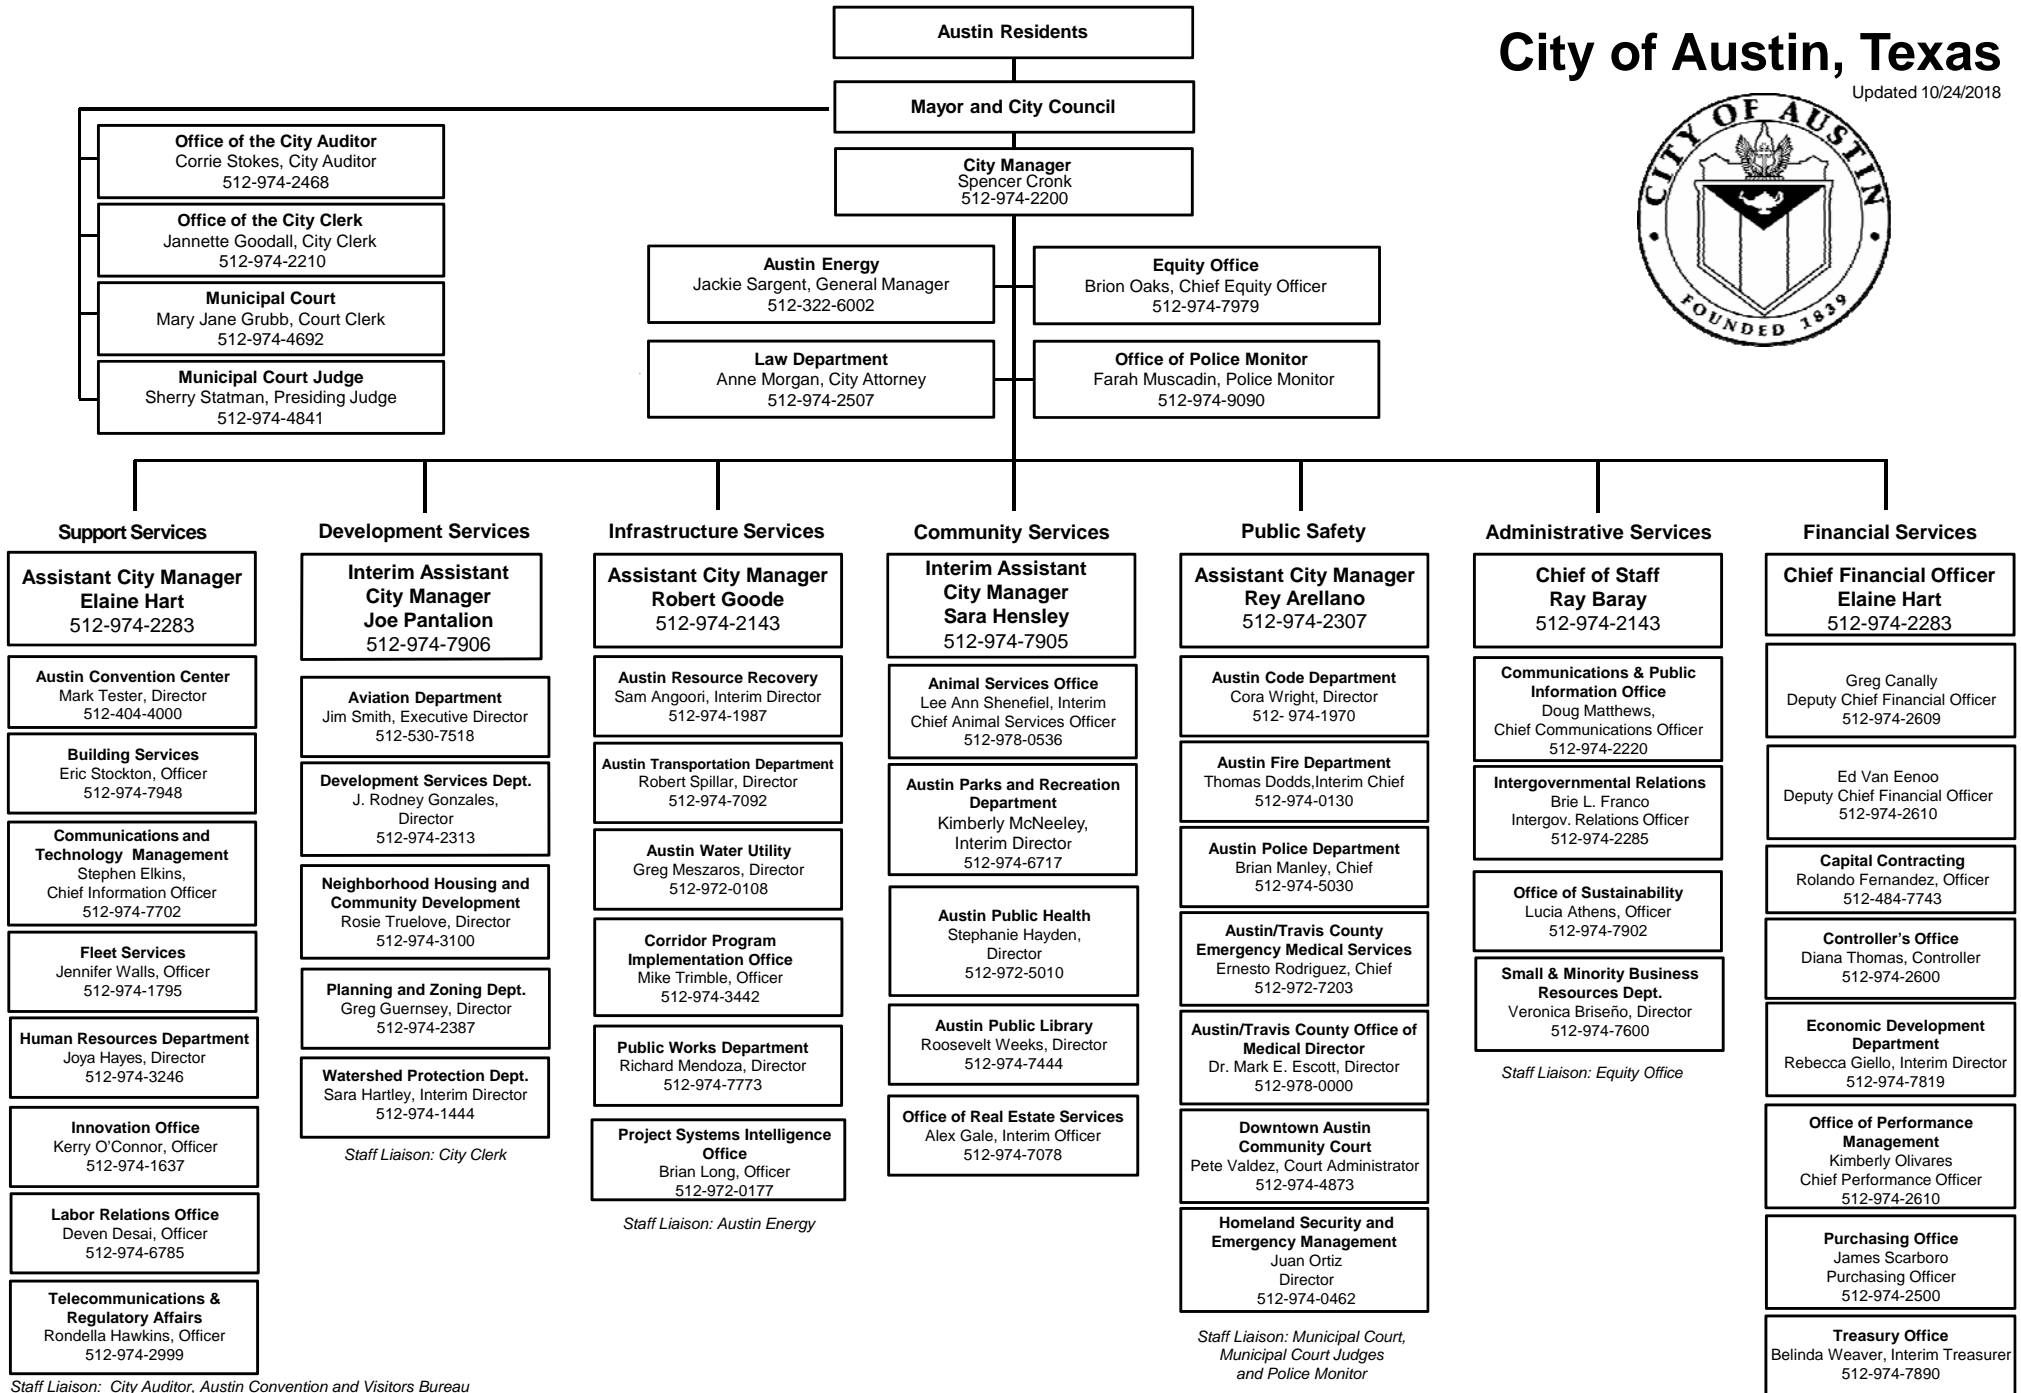 City of Austin, Texas
Updated 10/24/2018
CITY OF AUSTIN
FOUNDED 1839
Austin Residents
Mayor and City Council
City Manager
Spencer Cronk
512-974-2200
Office of the City Auditor
Corrie Stokes, City Auditor
512-974-2468
Office of the City Clerk
Jannette Goodall, City Clerk
512-974-2210
Municipal Court
Mary Jane Grubb, Court Clerk
512-974-4692
Municipal Court Judge
Sherry Statman, Presiding Judge
512-974-4841
Austin Energy
Jackie Sargent, General Manager
512-322-6002
Equity Office
Brion Oaks, Chief Equity Officer
512-974-7979
Law Department
Anne Morgan, City Attorney
512-974-2507
Office of Police Monitor
Farah Muscadin, Police Monitor
512-974-9090
Support Services
Assistant City Manager
Elaine Hart
512-974-2283
Austin Convention Center
Mark Tester, Director
512-404-4000
Building Services
Eric Stockton, Officer
512-974-7948
Communications and
Technology Management
Stephen Elkins,
Chief Information Officer
512-974-7702
Fleet Services
Jennifer Walls, Officer
512-974-1795
Human Resources Department
Joya Hayes, Director
512-974-3246
Innovation Office
Kerry O'Connor, Officer
512-974-1637
Labor Relations Office
Deven Desai, Officer
512-974-6785
Telecommunications &
Regulatory Affairs
Rondella Hawkins, Officer
512-974-2999
Staff Liaison: City Auditor, Austin Convention and Visitors Bureau
Development Services
Interim Assistant
City Manager
Joe Pantalion
512-974-7906
Aviation Department
Jim Smith, Executive Director
512-530-7518
Development Services Dept.
J. Rodney Gonzales,
Director
512-974-2313
Neighborhood Housing and
Community Development
Rosie Truelove, Director
512-974-3100
Planning and Zoning Dept.
Greg Guernsey, Director
512-974-2387
Watershed Protection Dept.
Sara Hartley, Interim Director
512-974-1444
Staff Liaison: City Clerk
Infrastructure Services
Assistant City Manager
Robert Goode
512-974-2143
Austin Resource Recovery
Sam Angoori, Interim Director
512-974-1987
Austin Transportation Department
Robert Spillar, Director
512-974-7092
Austin Water Utility
Greg Meszaros, Director
512-972-0108
Corridor Program
Implementation Office
Mike Trimble, Officer
512-974-3442
Public Works Department
Richard Mendoza, Director
512-974-7773
Project Systems Intelligence
Office
Brian Long, Officer
512-972-0177
Staff Liaison: Austin Energy
Community Services
Interim Assistant
City Manager
Sara Hensley
512-974-7905
Animal Services Office
Lee Ann Shenefiel, Interim
Chief Animal Services Officer
512-978-0536
Austin Parks and Recreation
Department
Kimberly McNeeley,
Interim Director
512-974-6717
Austin Public Health
Stephanie Hayden,
Director
512-972-5010
Austin Public Library
Roosevelt Weeks, Director
512-974-7444
Office of Real Estate Services
Alex Gale, Interim Officer
512-974-7078
Public Safety
Assistant City Manager
Rey Arellano
512-974-2307
Austin Code Department
Cora Wright, Director
512- 974-1970
Austin Fire Department
Thomas Dodds,Interim Chief
512-974-0130
Austin Police Department
Brian Manley, Chief
512-974-5030
Austin/Travis County
Emergency Medical Services
Ernesto Rodriguez, Chief
512-972-7203
Austin/Travis County Office of
Medical Director
Dr. Mark E. Escott, Director
512-978-0000
Downtown Austin
Community Court
Pete Valdez, Court Administrator
512-974-4873
Homeland Security and
Emergency Management
Juan Ortiz
Director
512-974-0462
Staff Liaison: Municipal Court,
Municipal Court Judges
and Police Monitor
Administrative Services
Chief of Staff
Ray Baray
512-974-2143
Communications & Public
Information Office
Doug Matthews,
Chief Communications Officer
512-974-2220
Intergovernmental Relations
Brie L. Franco
Intergov. Relations Officer
512-974-2285
Office of Sustainability
Lucia Athens, Officer
512-974-7902
Small & Minority Business
Resources Dept.
Veronica Briseño, Director
512-974-7600
Staff Liaison: Equity Office
Financial Services
Chief Financial Officer
Elaine Hart
512-974-2283
Greg Canally
Deputy Chief Financial Officer
512-974-2609
Ed Van Eenoo
Deputy Chief Financial Officer
512-974-2610
Capital Contracting
Rolando Fernandez, Officer
512-484-7743
Controller's Office
Diana Thomas, Controller
512-974-2600
Economic Development
Department
Rebecca Giello, Interim Director
512-974-7819
Office of Performance
Management
Kimberly Olivares
Chief Performance Officer
512-974-2610
Purchasing Office
James Scarboro
Purchasing Officer
512-974-2500
Treasury Office
Belinda Weaver, Interim Treasurer
512-974-7890